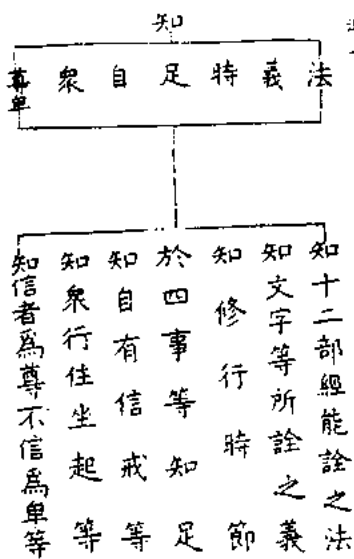 知
法
義
時
足
自
衆
尊卑
知十二部經能詮之法
知文字等所詮之義
知修行時節
於四事等知足
知自有信戒等
知衆行住坐起等
知信者爲尊不信爲卑等